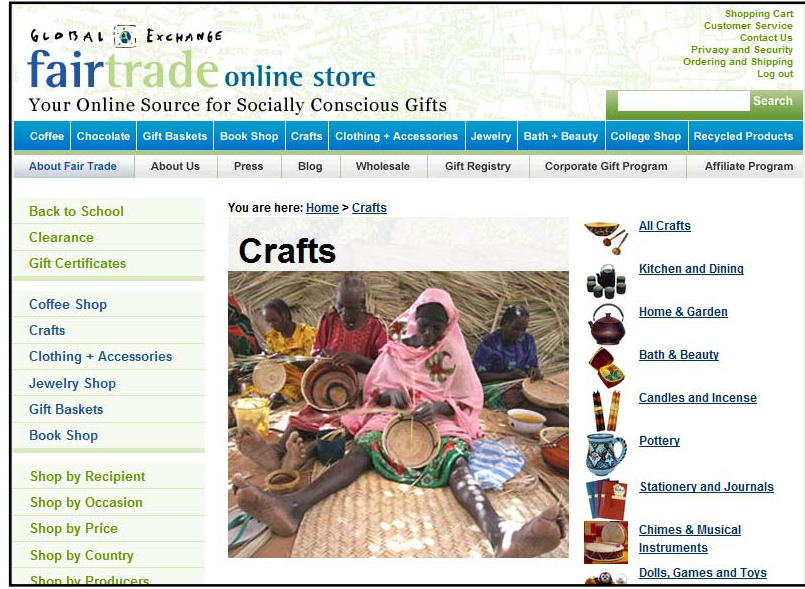 Shopping Cart
Customer Service
Contact Us
Privacy and Security
Ordering and Shipping
Log out
GLOBAL EXCHANGE
fairtrade online store
Your Online Source for Socially Conscious Gifts
Search
Coffee Chocolate Gift Baskets Book Shop Crafts Clothing + Accessories Jewelry Bath + Beauty College Shop Recycled Products
About Fair Trade About Us Press Blog Wholesale Gift Registry Corporate Gift Program Affiliate Program
Back to School
Clearance
Gift Certificates
Coffee Shop
Crafts
Clothing + Accessories
Jewelry Shop
Gift Baskets
Book Shop
Shop by Recipient
Shop by Occasion
Shop by Price
Shop by Country
Shop by Producers
You are here: Home > Crafts
Crafts
All Crafts
Kitchen and Dining
Home & Garden
Bath & Beauty
Candles and Incense
Pottery
Stationery and Journals
Chimes & Musical
Instruments
Dolls, Games and Toys